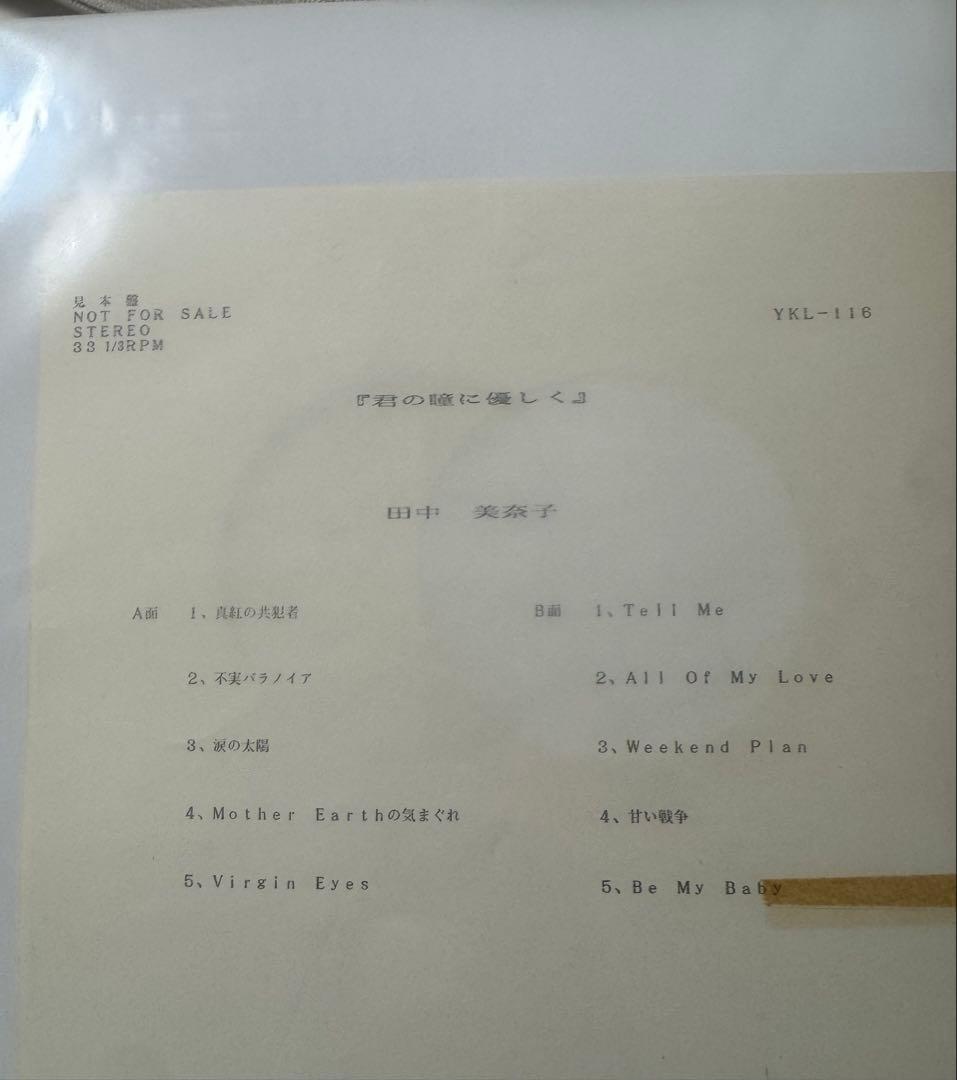 見本盤
NOT FOR SALE
STEREO
33 1/3RPM
YKL-116
『君の瞳に優しく』
田中 美奈子
A面 1、真紅の共犯者
2、不実パラノイア
3、涙の太陽
4、Mother Earthの気まぐれ
5、Virgin Eyes
B面 1、Tell Me
2、All Of My Love
3、Weekend Plan
4、甘い戦争
5、Be My Baby